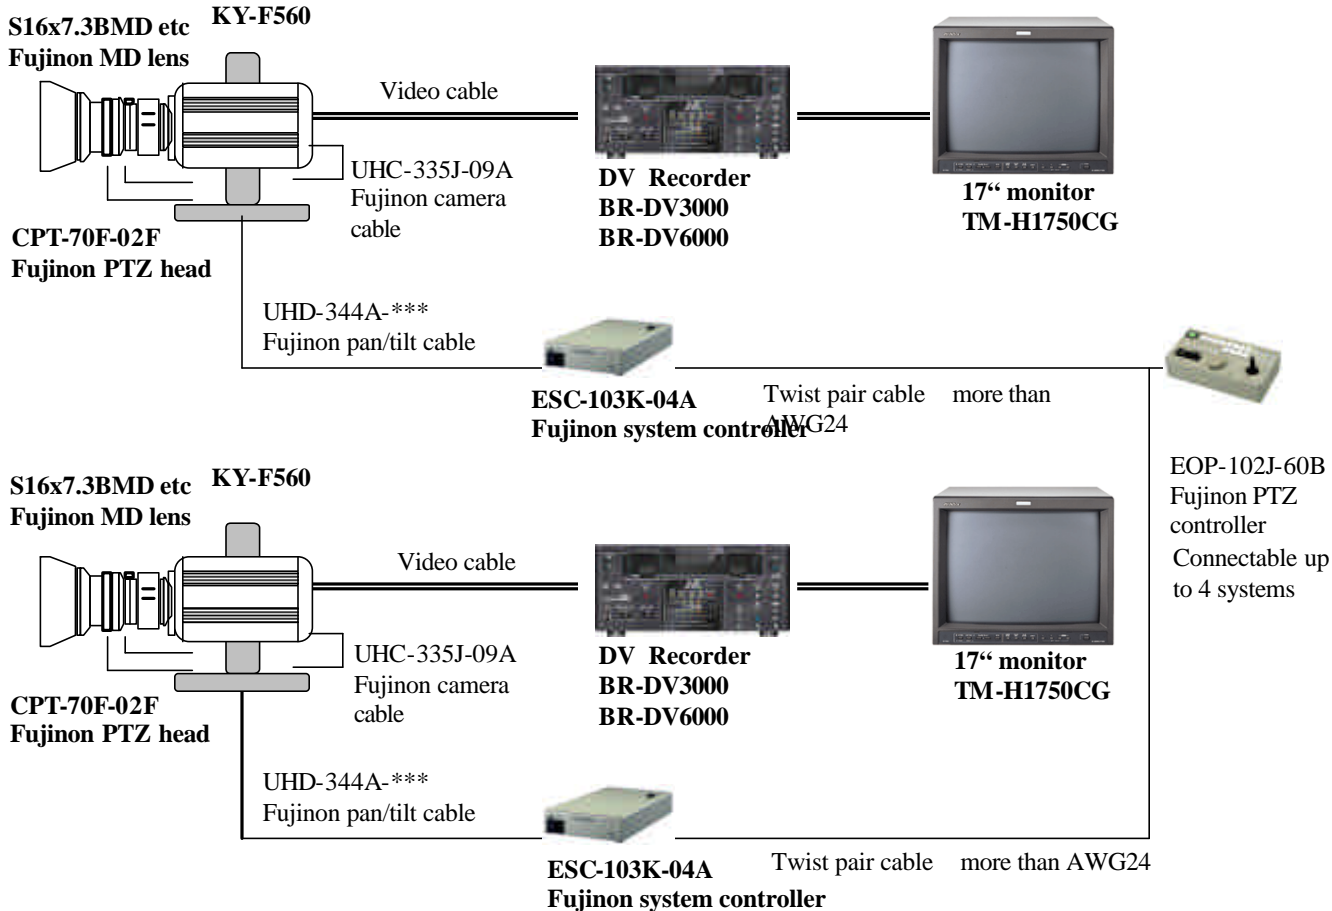 S16x7.3BMD etc
Fujinon MD lens
KY-F560
Video cable
UHC-335J-09A
Fujinon camera
cable
DV Recorder
BR-DV3000
BR-DV6000
17“ monitor
TM-H1750CG
CPT-70F-02F
Fujinon PTZ head
UHD-344A-***
Fujinon pan/tilt cable
ESC-103K-04A
Fujinon system controller
Twist pair cable more than
AWG24
EOP-102J-60B
Fujinon PTZ
controller
Connectable up
to 4 systems
S16x7.3BMD etc
Fujinon MD lens
KY-F560
Video cable
UHC-335J-09A
Fujinon camera
cable
DV Recorder
BR-DV3000
BR-DV6000
17“ monitor
TM-H1750CG
CPT-70F-02F
Fujinon PTZ head
UHD-344A-***
Fujinon pan/tilt cable
ESC-103K-04A
Fujinon system controller
Twist pair cable more than AWG24